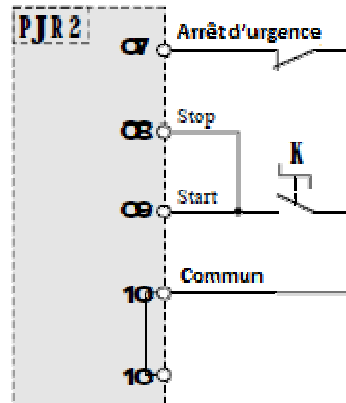 PJR2
07 Arrêt d'urgence
08 Stop
K
09 Start
10 Commun
10